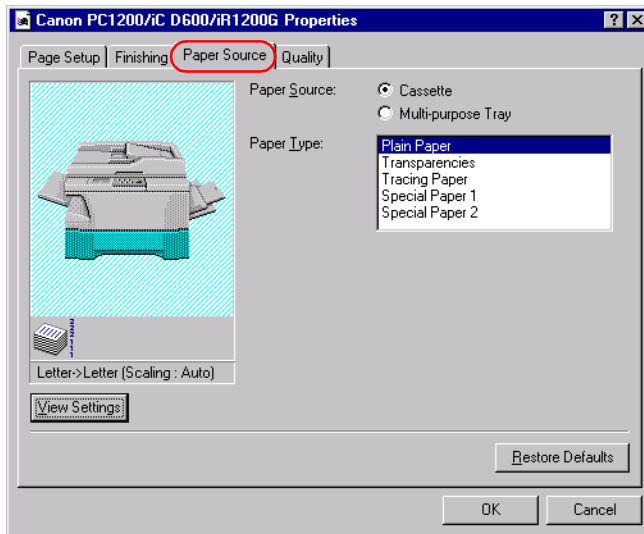 Canon PC1200/iC D600/iR1200G Properties
Page Setup Finishing Paper Source Quality
Paper Source: Cassette
Multi-purpose Tray
Paper Type: Plain Paper
Transparencies
Tracing Paper
Special Paper 1
Special Paper 2
Letter->Letter (Scaling : Auto)
View Settings
Restore Defaults
OK Cancel